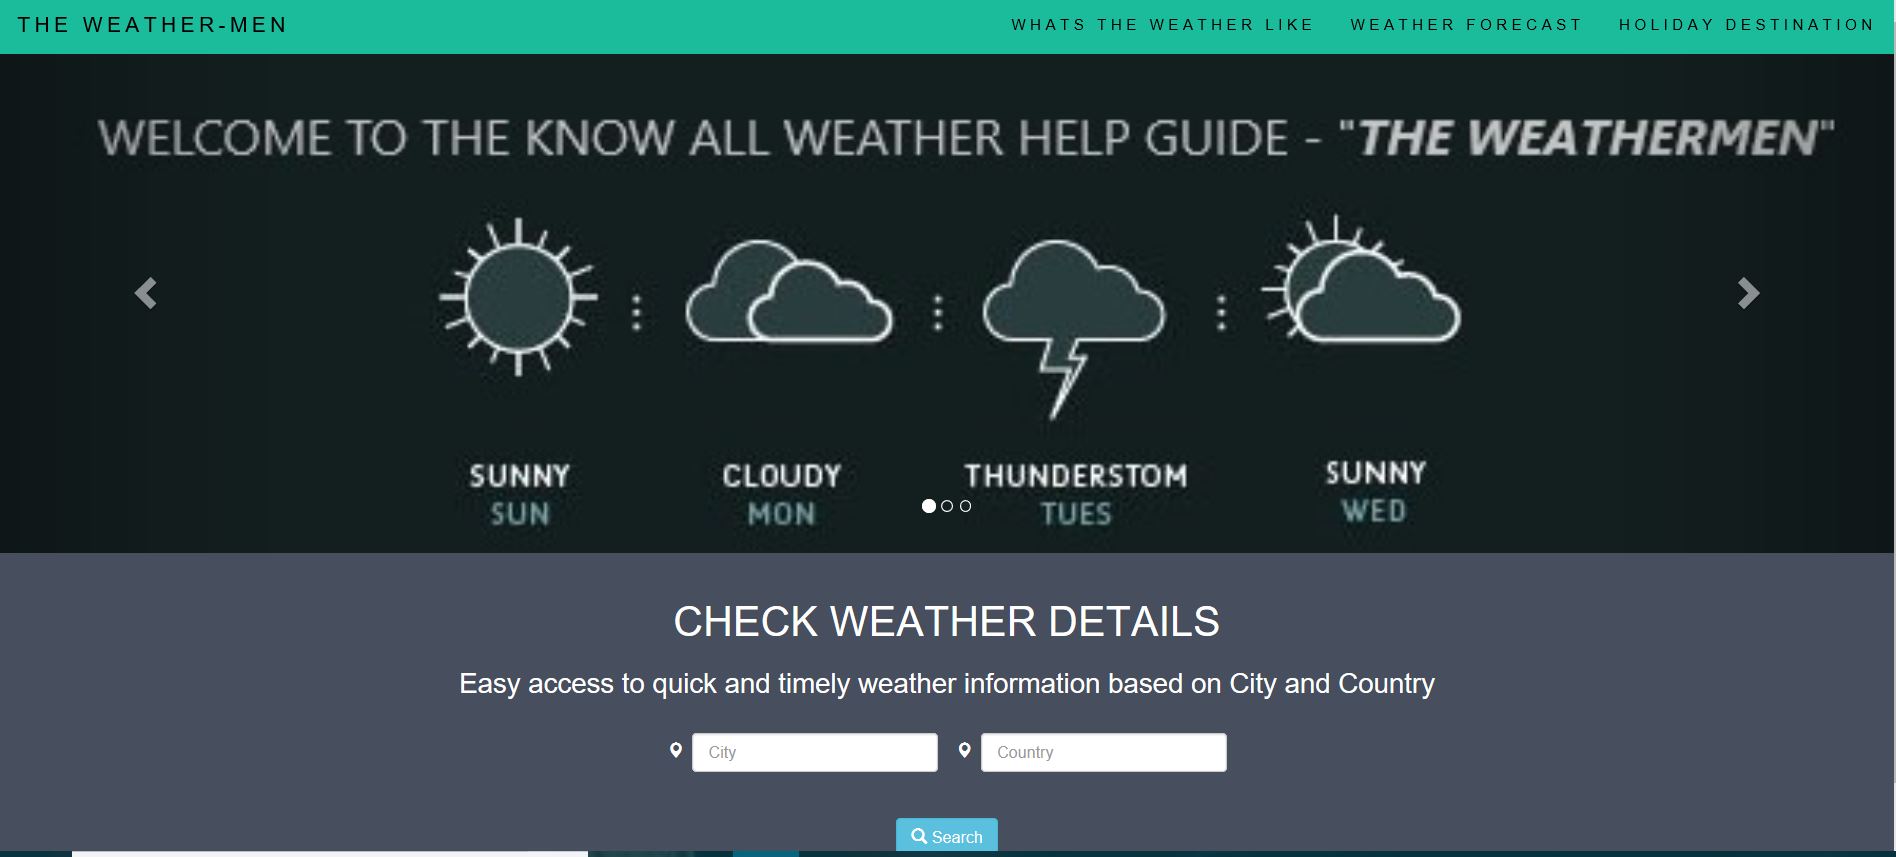 THE WEATHER-MEN
WHATS THE WEATHER LIKE WEATHER FORECAST HOLIDAY DESTINATION
WELCOME TO THE KNOW ALL WEATHER HELP GUIDE - "THE WEATHERMEN"
SUNNY CLOUDY THUNDERSTOM SUNNY
SUN MON TUES WED
CHECK WEATHER DETAILS
Easy access to quick and timely weather information based on City and Country
City Country
Search